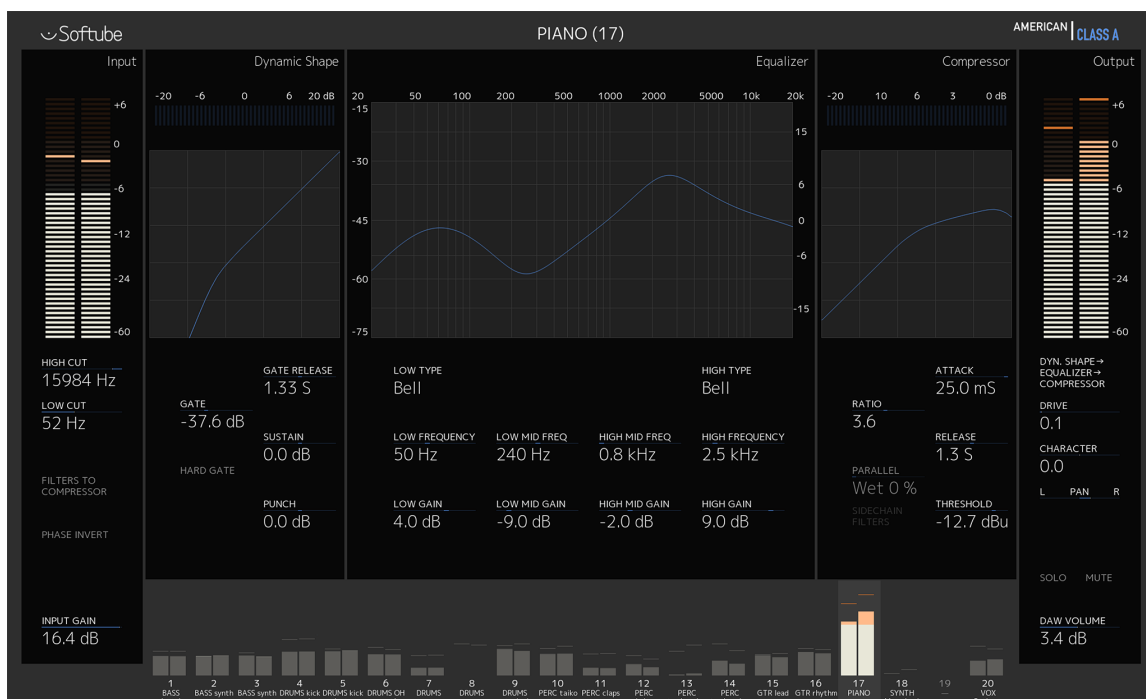 Softube
PIANO (17)
AMERICAN CLASS A
Input
Dynamic Shape
Equalizer
Compressor
Output
-20 -6 0 6 20 dB
20 50 100 200 500 1000 2000 5000 10k 20k
-20 10 6 3 0 dB
+6
0
-6
-12
-24
-60
-15
-30
-45
-60
-75
15
6
0
-6
-15
+6
0
-6
-12
-24
-60
HIGH CUT
15984 Hz
LOW CUT
52 Hz
FILTERS TO
COMPRESSOR
PHASE INVERT
INPUT GAIN
16.4 dB
GATE RELEASE
1.33 S
GATE
-37.6 dB
SUSTAIN
0.0 dB
HARD GATE
PUNCH
0.0 dB
LOW TYPE
Bell
HIGH TYPE
Bell
LOW FREQUENCY LOW MID FREQ HIGH MID FREQ HIGH FREQUENCY
50 Hz 240 Hz 0.8 kHz 2.5 kHz
LOW GAIN LOW MID GAIN HIGH MID GAIN HIGH GAIN
4.0 dB -9.0 dB -2.0 dB 9.0 dB
ATTACK
25.0 mS
RATIO
3.6
RELEASE
1.3 S
PARALLEL
Wet 0 %
SIDECHAIN
FILTERS
THRESHOLD
-12.7 dBu
DYN. SHAPE→
EQUALIZER→
COMPRESSOR
DRIVE
0.1
CHARACTER
0.0
L PAN R
SOLO MUTE
DAW VOLUME
3.4 dB
1 2 3 4 5 6 7 8 9 10 11 12 13 14 15 16 17 18 19 20
BASS BASS synth BASS synth DRUMS kick DRUMS kick DRUMS OH DRUMS DRUMS DRUMS PERC taiko PERC claps PERC PERC PERC GTR lead GTR rhythm PIANO SYNTH — VOX